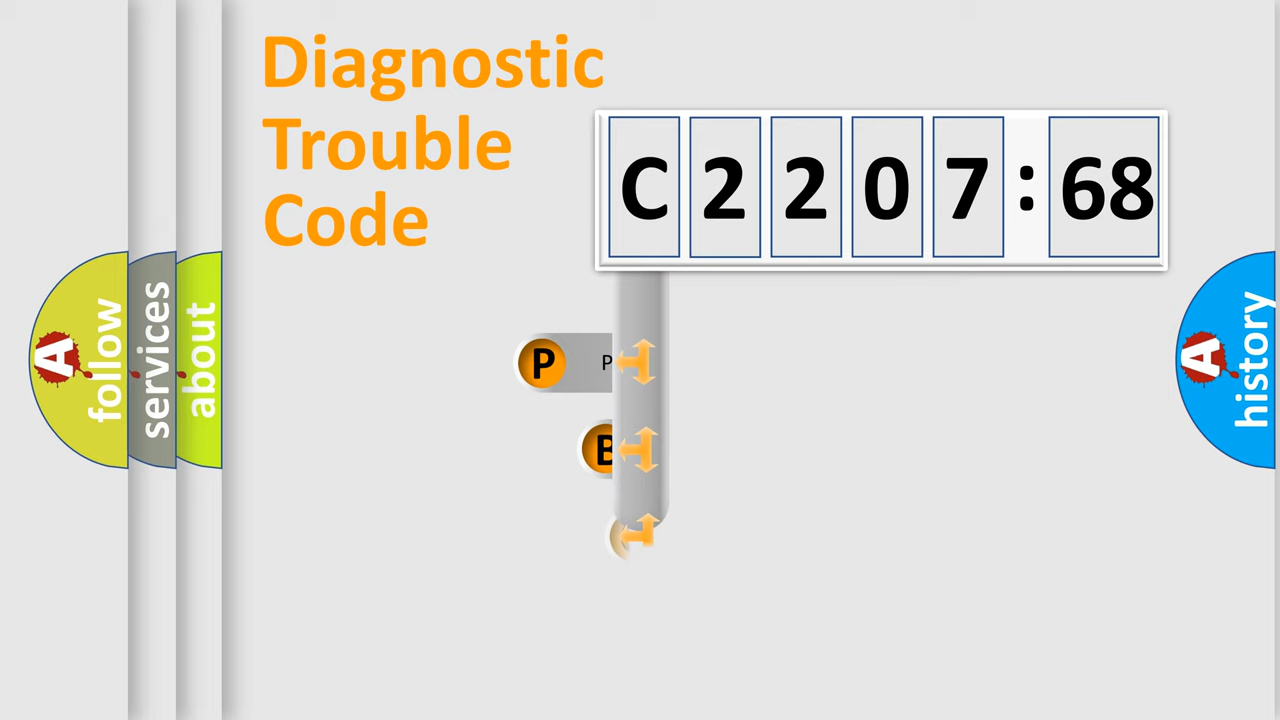 Diagnostic
Trouble
Code
C 2 2 0 7 : 68
P P
B
A follow
services
about
A history